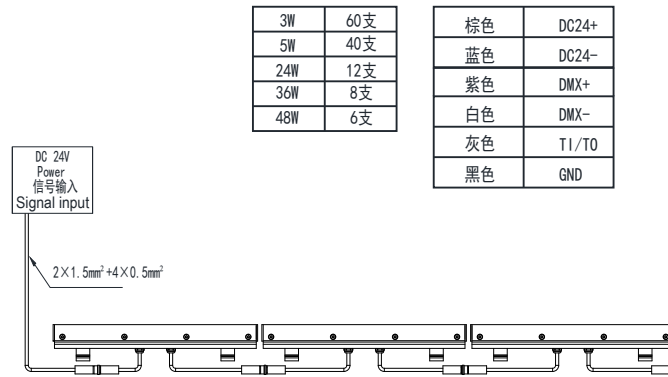 3W 60支
5W 40支
24W 12支
36W 8支
48W 6支
棕色 DC24+
蓝色 DC24-
紫色 DMX+
白色 DMX-
灰色 TI/TO
黑色 GND
DC 24V
Power
信号输入
Signal input
2×1.5mm²+4×0.5mm²